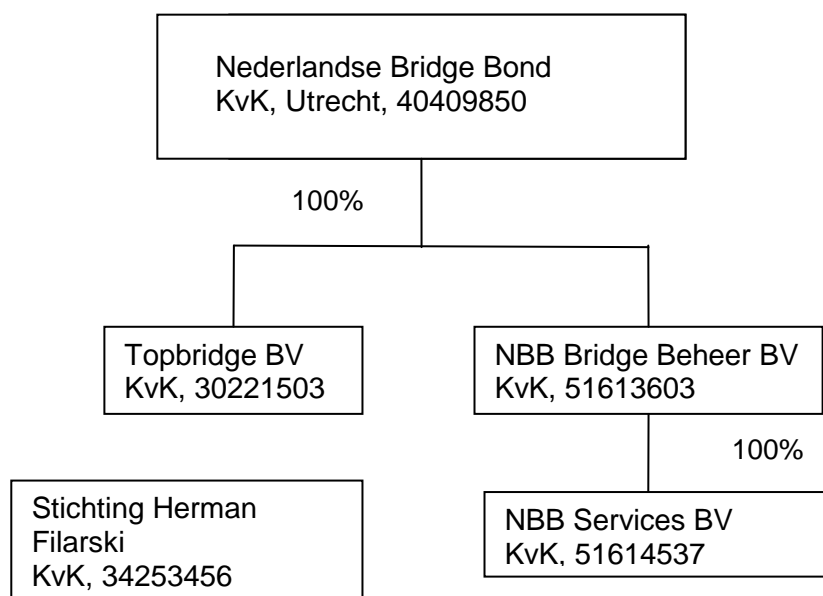 Nederlandse Bridge Bond
KvK, Utrecht, 40409850
100%
Topbridge BV
KvK, 30221503
NBB Bridge Beheer BV
KvK, 51613603
100%
Stichting Herman
Filarski
KvK, 34253456
NBB Services BV
KvK, 51614537